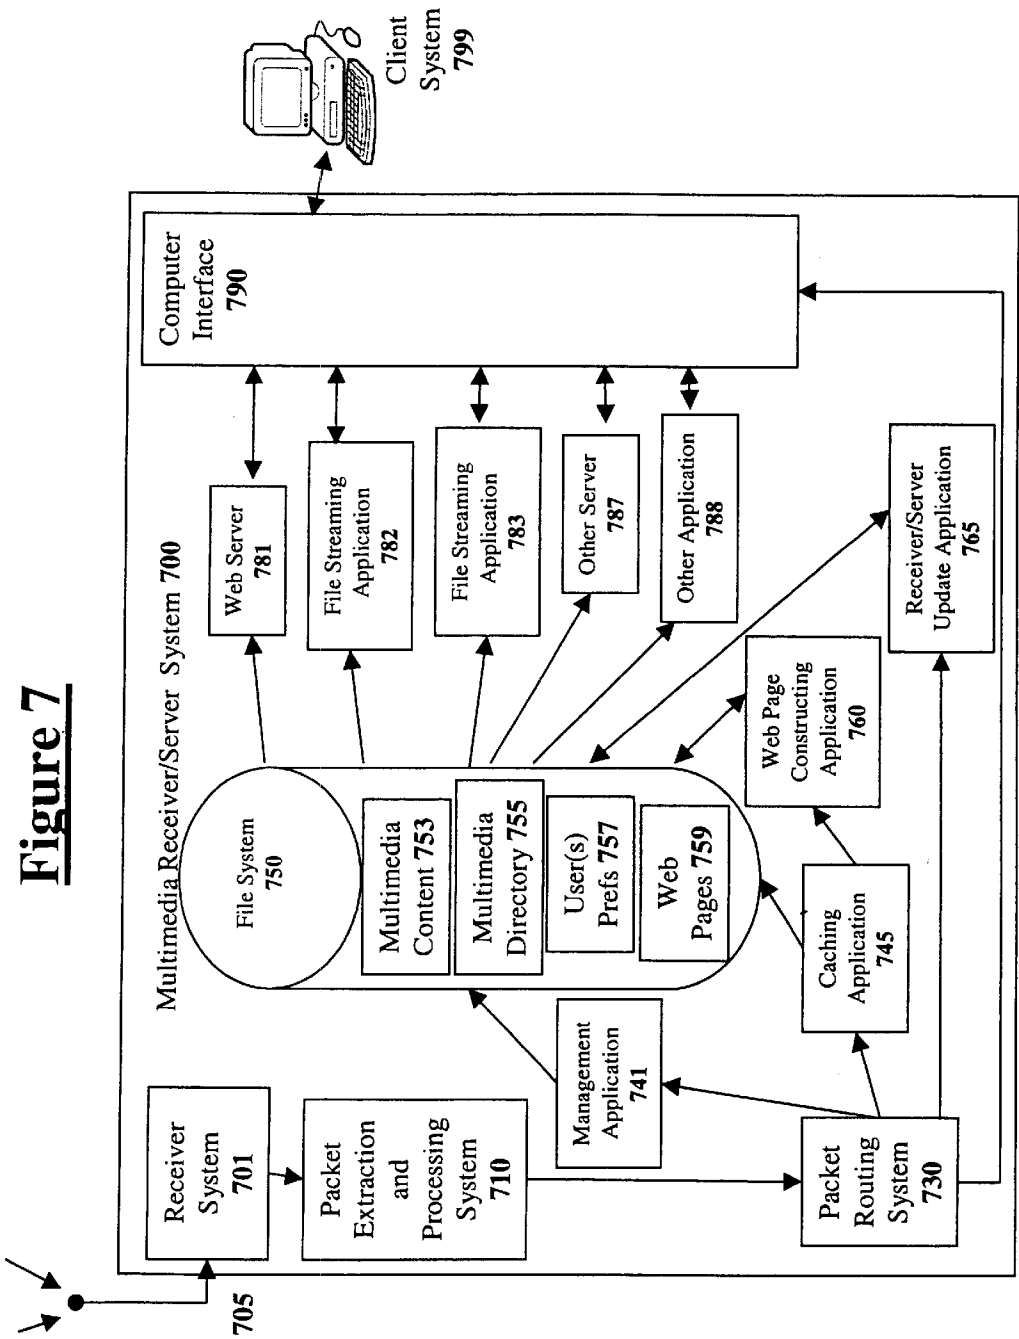 Figure 7
Multimedia Receiver/Server System 700
705
Receiver
System
701
Packet
Extraction
and
Processing
System
710
Packet
Routing
System
730
Management
Application
741
Caching
Application
745
File System
750
Multimedia
Content 753
Multimedia
Directory 755
User(s)
Prefs 757
Web
Pages 759
Web Page
Constructing
Application
760
Receiver/Server
Update Application
765
Web Server
781
File Streaming
Application
782
File Streaming
Application
783
Other Server
787
Other Application
788
Computer
Interface
790
Client
System
799